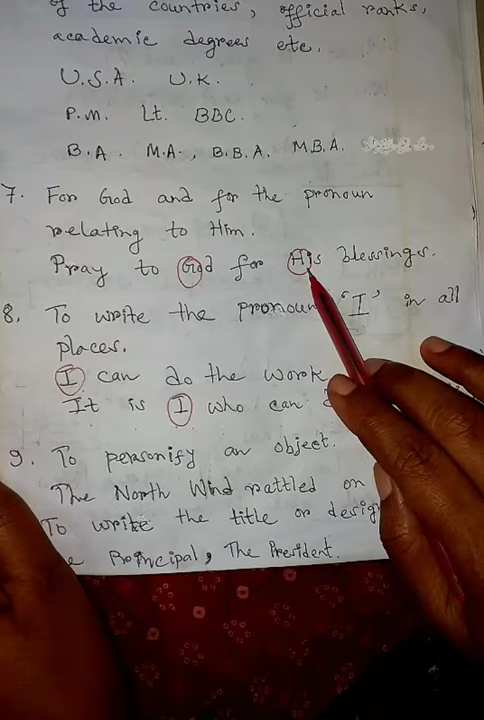 of the countries, official ranks,
academic degrees etc.
U.S.A. U.K.
P.M. Lt. BBC.
B.A. M.A., B.B.A. M.B.A.
7. For God and for the pronoun
relating to Him.
Pray to God for His blessings.
8. To write the pronoun 'I' in all
places.
I can do the work
It is I who can
9. To personify an object.
The North Wind rattled on
To write the title or desig
Principal, The President.